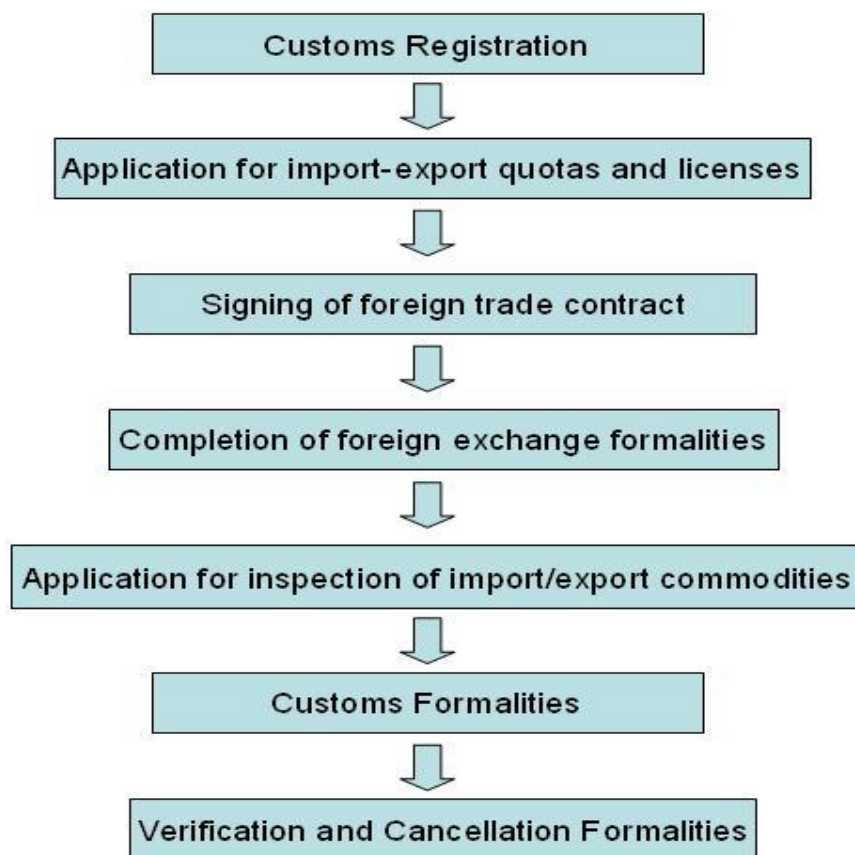 Customs Registration
Application for import-export quotas and licenses
Signing of foreign trade contract
Completion of foreign exchange formalities
Application for inspection of import/export commodities
Customs Formalities
Verification and Cancellation Formalities